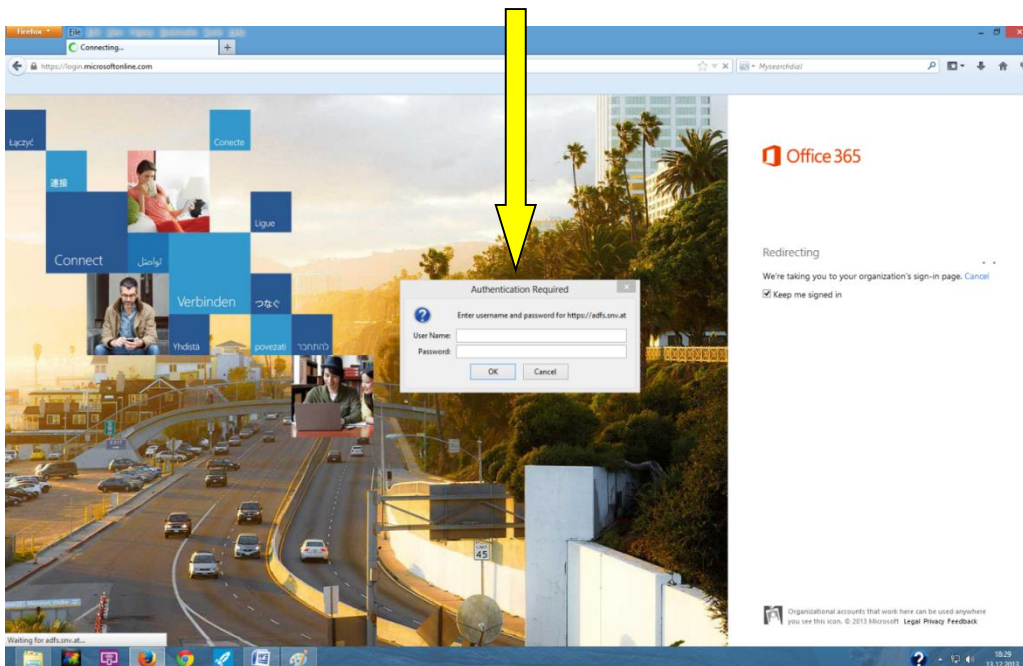 Firefox
File
Connecting...
https://login.microsoftonline.com
Mysearchdial
Łączyć
Conecte
連接
Ligue
Connect
تواصل
Verbinden
つなぐ
Yhdistä
povezati
להתחבר
45
Authentication Required
Enter username and password for https://adfs.snv.at
User Name:
Password:
OK
Cancel
Office 365
Redirecting
We're taking you to your organization's sign-in page. Cancel
Keep me signed in
Organizational accounts that work here can be used anywhere
you see this icon. © 2013 Microsoft Legal Privacy Feedback
Waiting for adfs.snv.at...
18:29
13.12.2013